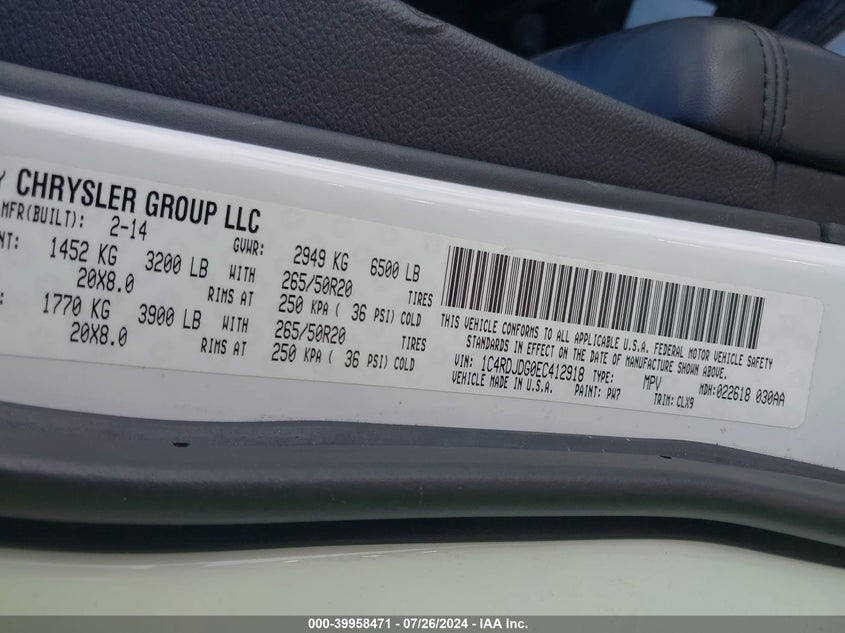 Y CHRYSLER GROUP LLC
MFR(BUILT): 2-14 GVWR: 2949 KG 6500 LB
NT: 1452 KG 3200 LB WITH 265/50R20 TIRES
20X8.0 RIMS AT 250 KPA ( 36 PSI) COLD
: 1770 KG 3900 LB WITH 265/50R20 TIRES
20X8.0 RIMS AT 250 KPA ( 36 PSI) COLD
THIS VEHICLE CONFORMS TO ALL APPLICABLE U.S.A. FEDERAL MOTOR VEHICLE SAFETY
STANDARDS IN EFFECT ON THE DATE OF MANUFACTURE SHOWN ABOVE.
VIN: 1C4RDJDG0EC412918 TYPE: MPV MDH:022618 030AA
VEHICLE MADE IN U.S.A. PAINT: PW7 TRIM: CLX9
000-39958471 | 07/26/2024 - IAA Inc.